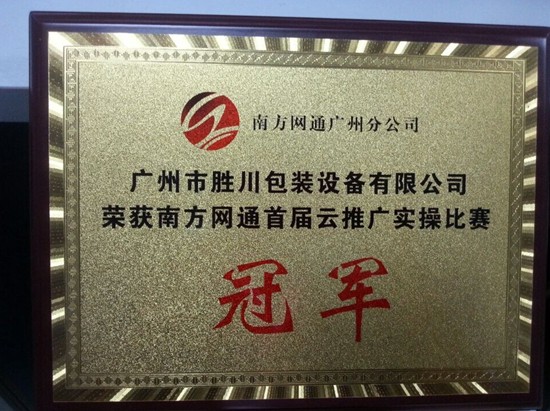 南方网通广州分公司
广州市胜川包装设备有限公司
荣获南方网通首届云推广实操比赛
冠军